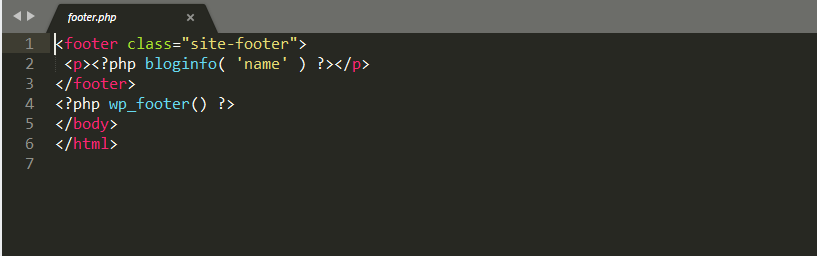 footer.php
1 <footer class="site-footer">
2 <p><?php bloginfo( 'name' ) ?></p>
3 </footer>
4 <?php wp_footer() ?>
5 </body>
6 </html>
7